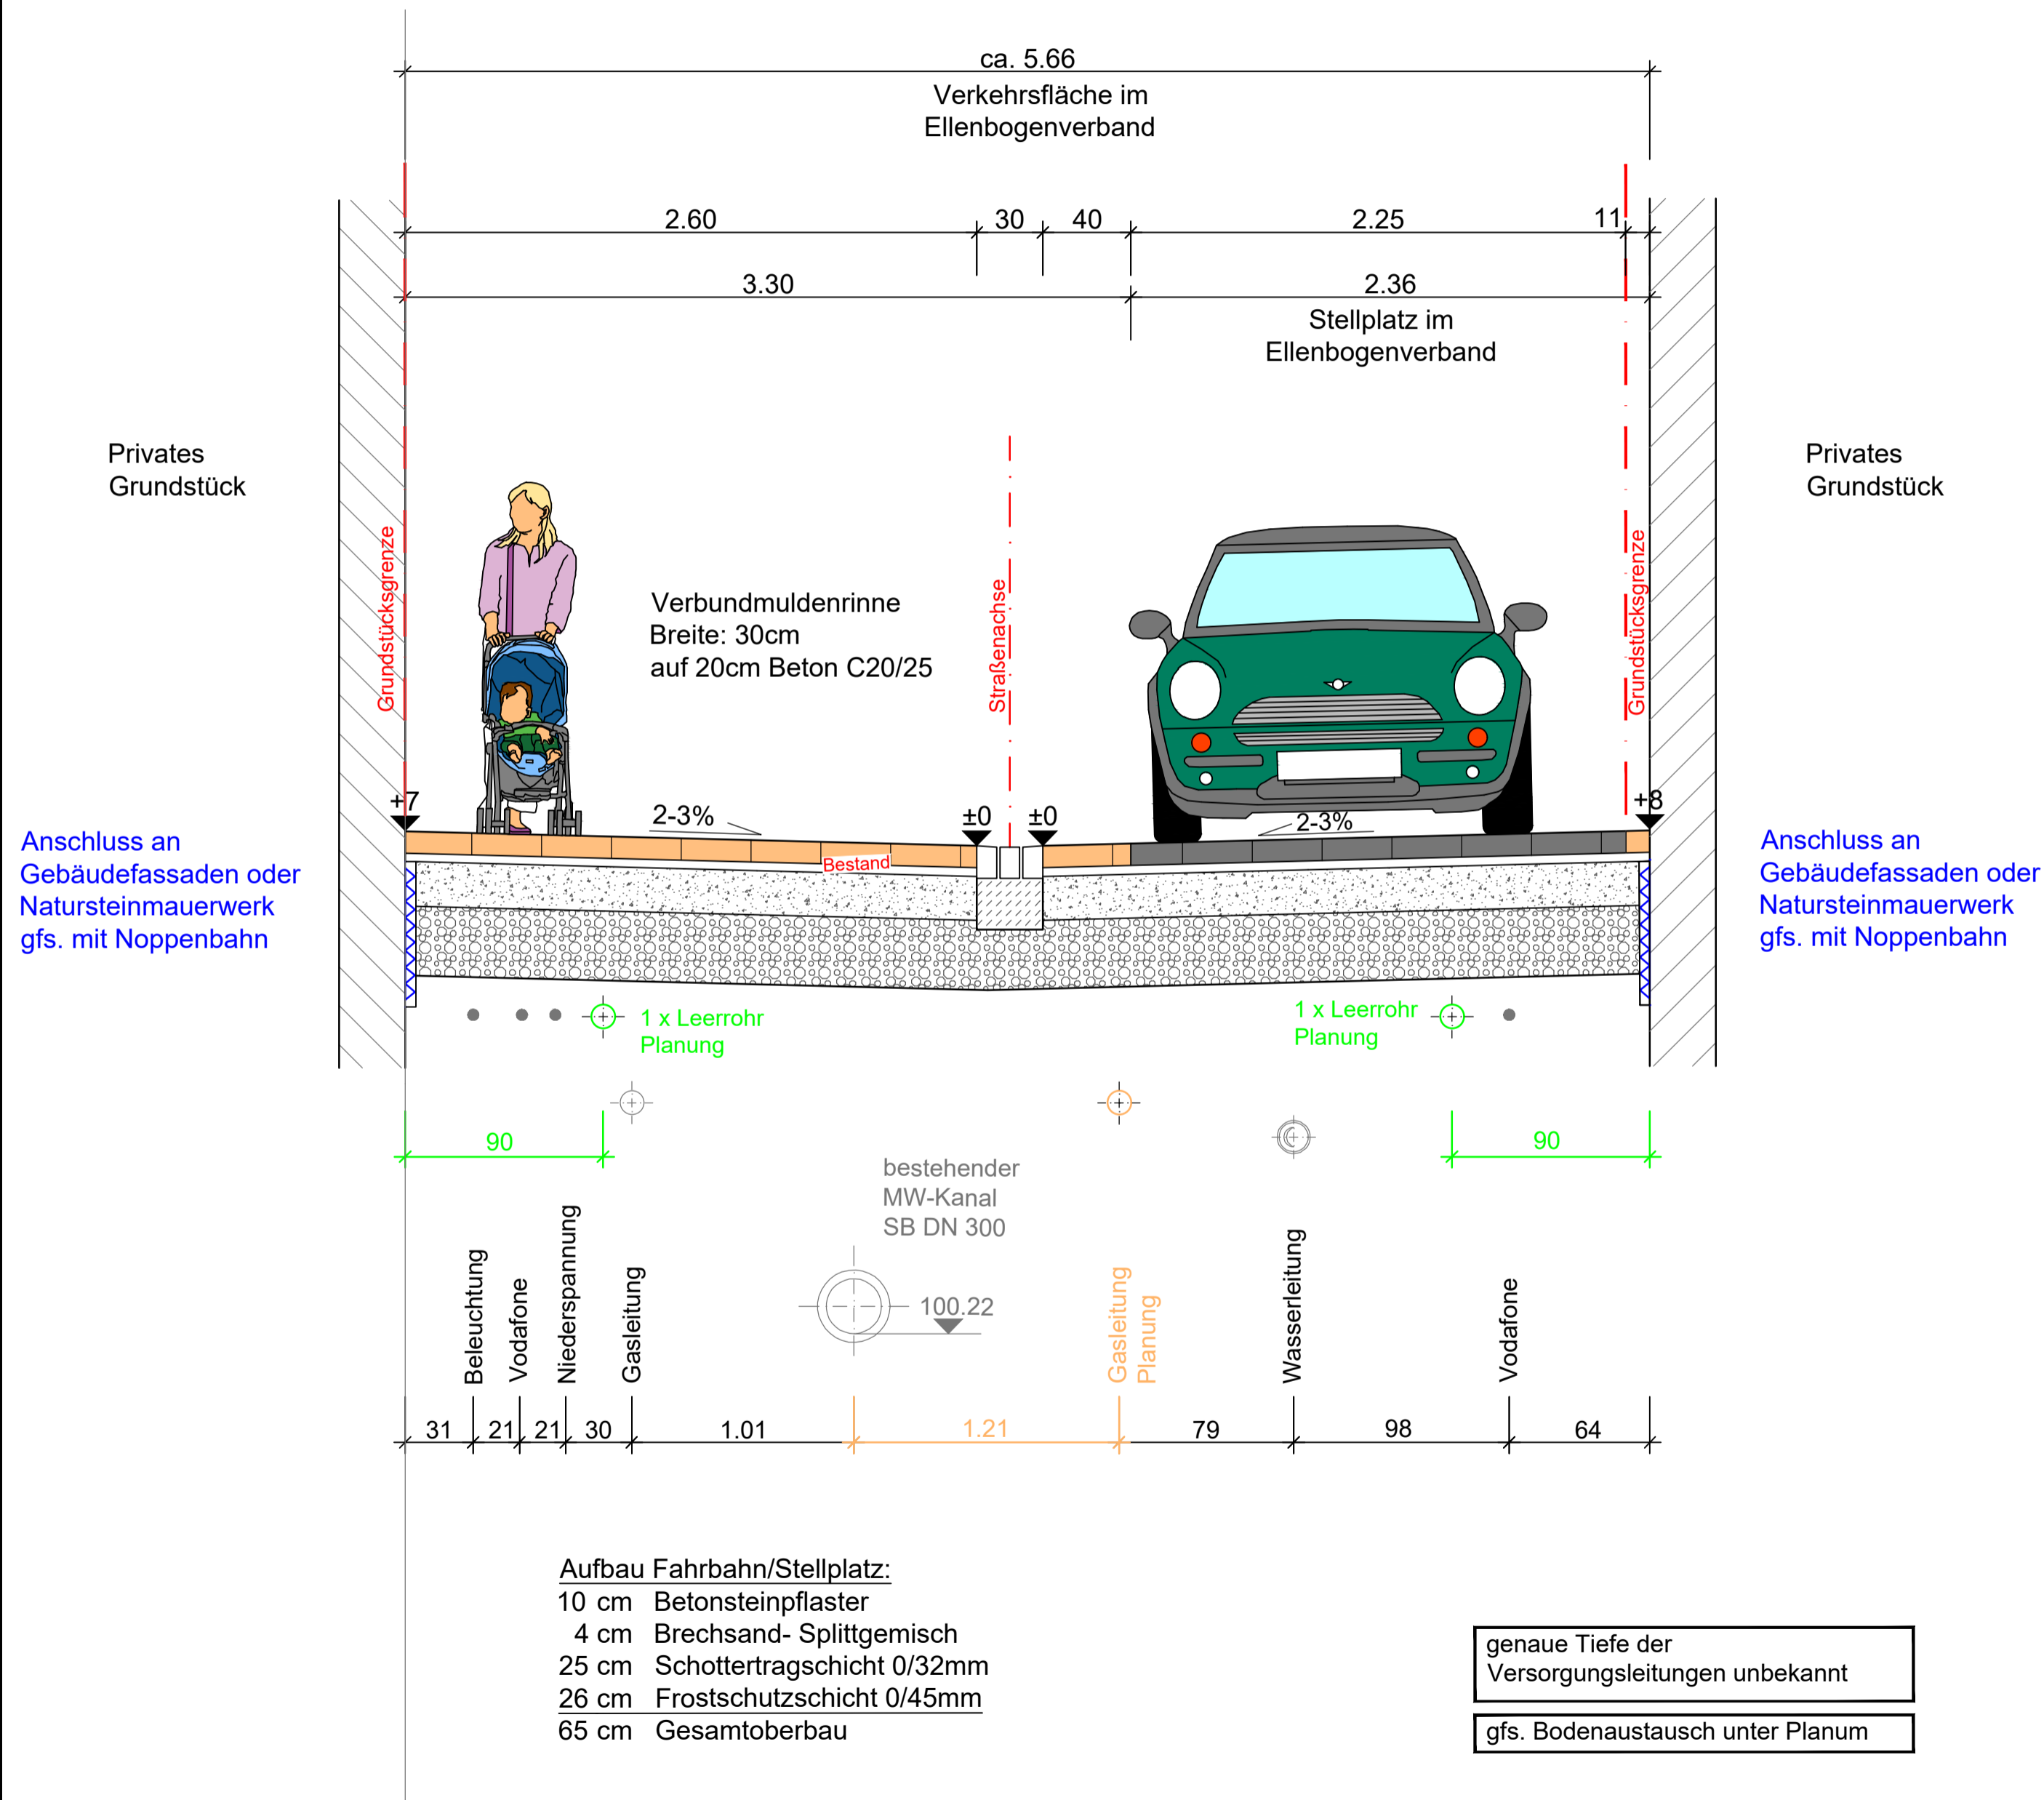 ca. 5.66
Verkehrsfläche im
Ellenbogenverband
2.60
30
40
2.25
11
3.30
2.36
Stellplatz im
Ellenbogenverband
Privates
Grundstück
Privates
Grundstück
Grundstücksgrenze
Straßenachse
Grundstücksgrenze
Verbundmuldenrinne
Breite: 30cm
auf 20cm Beton C20/25
+7
2-3%
±0
±0
2-3%
+8
Anschluss an
Gebäudefassaden oder
Natursteinmauerwerk
gfs. mit Noppenbahn
Bestand
Anschluss an
Gebäudefassaden oder
Natursteinmauerwerk
gfs. mit Noppenbahn
1 x Leerrohr
Planung
1 x Leerrohr
Planung
90
90
bestehender
MW-Kanal
SB DN 300
100.22
Beleuchtung
Vodafone
Niederspannung
Gasleitung
Gasleitung
Planung
Wasserleitung
Vodafone
31
21
21
30
1.01
1.21
79
98
64
Aufbau Fahrbahn/Stellplatz:
10 cm Betonsteinpflaster
4 cm Brechsand- Splittgemisch
25 cm Schottertragschicht 0/32mm
26 cm Frostschutzschicht 0/45mm
65 cm Gesamtoberbau
genaue Tiefe der
Versorgungsleitungen unbekannt
gfs. Bodenaustausch unter Planum